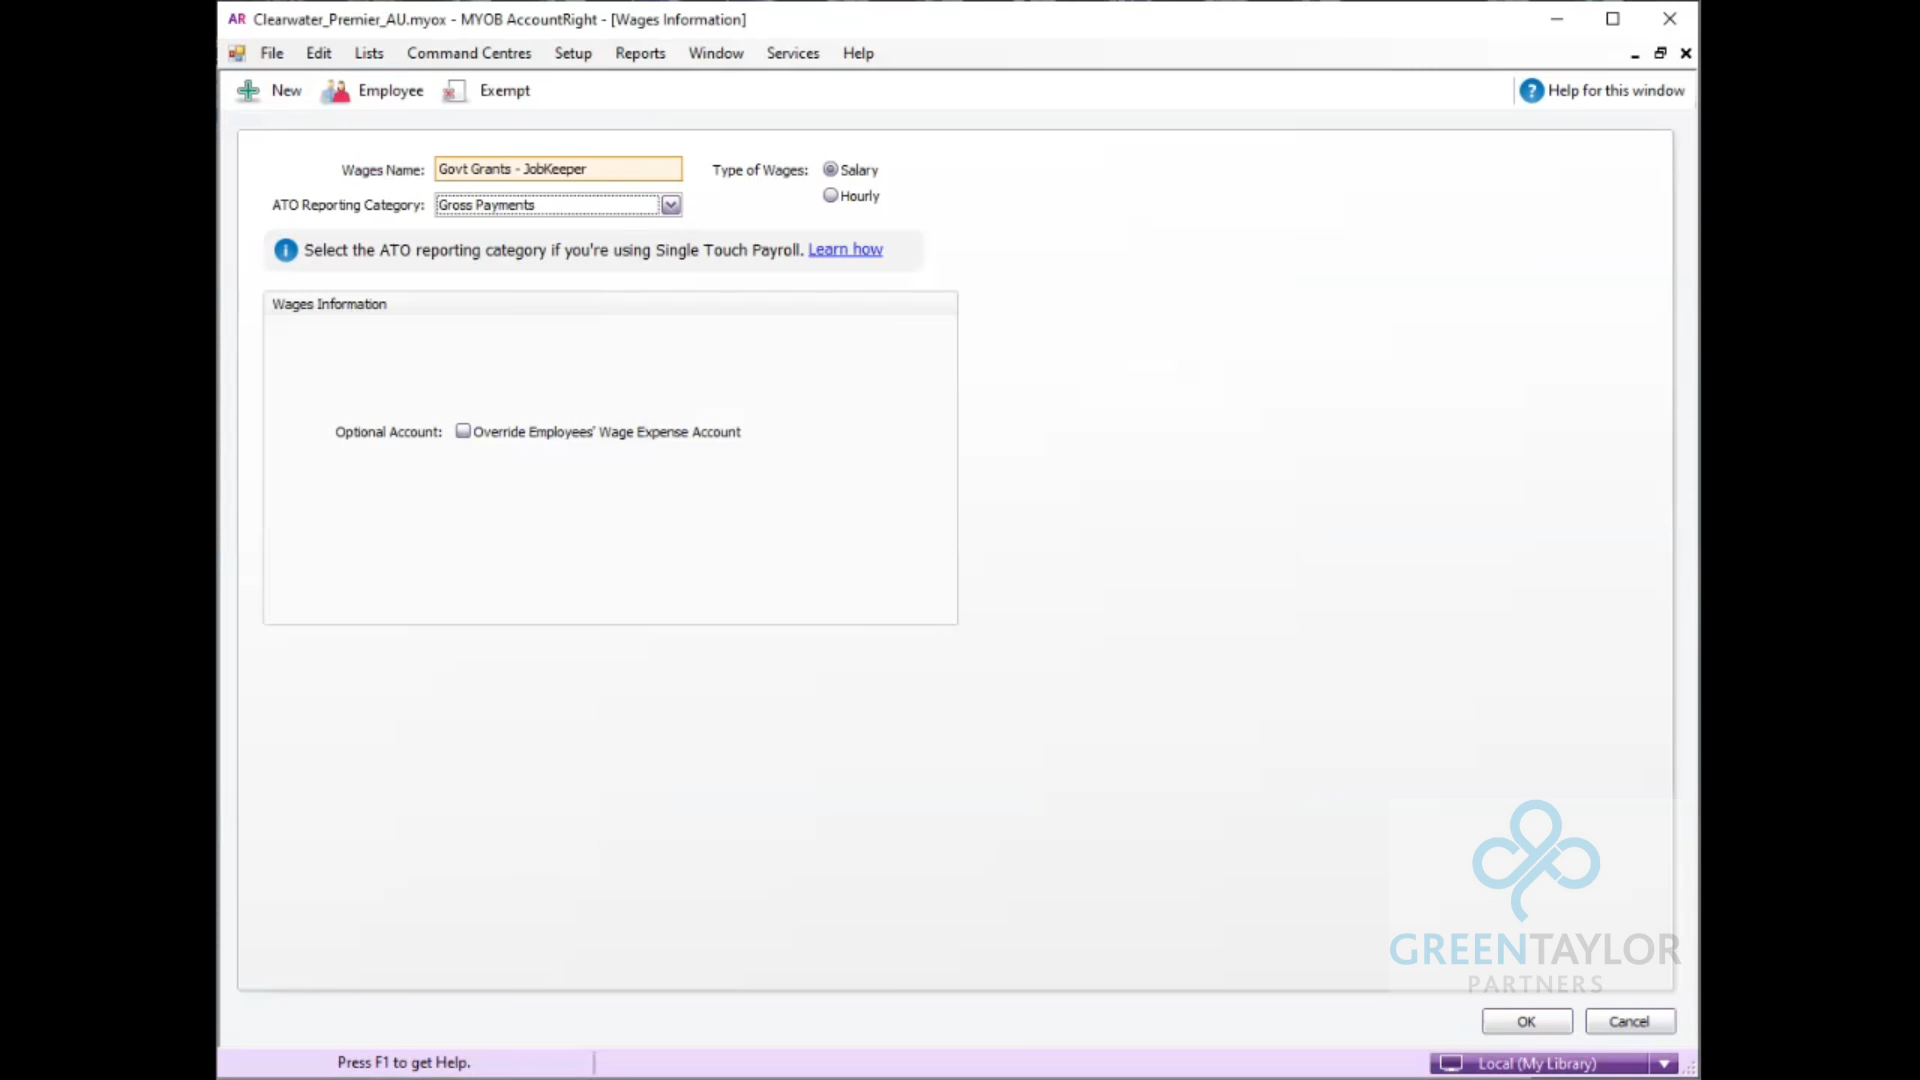 AR Clearwater_Premier_AU.myox - MYOB AccountRight - [Wages Information]
File Edit Lists Command Centres Setup Reports Window Services Help
New Employee Exempt ? Help for this window
Wages Name: Govt Grants - JobKeeper Type of Wages: Salary
Hourly
ATO Reporting Category: Gross Payments
i Select the ATO reporting category if you're using Single Touch Payroll. Learn how
Wages Information
Optional Account: Override Employees' Wage Expense Account
GREENTAYLOR
PARTNERS
OK Cancel
Press F1 to get Help. Local (My Library)